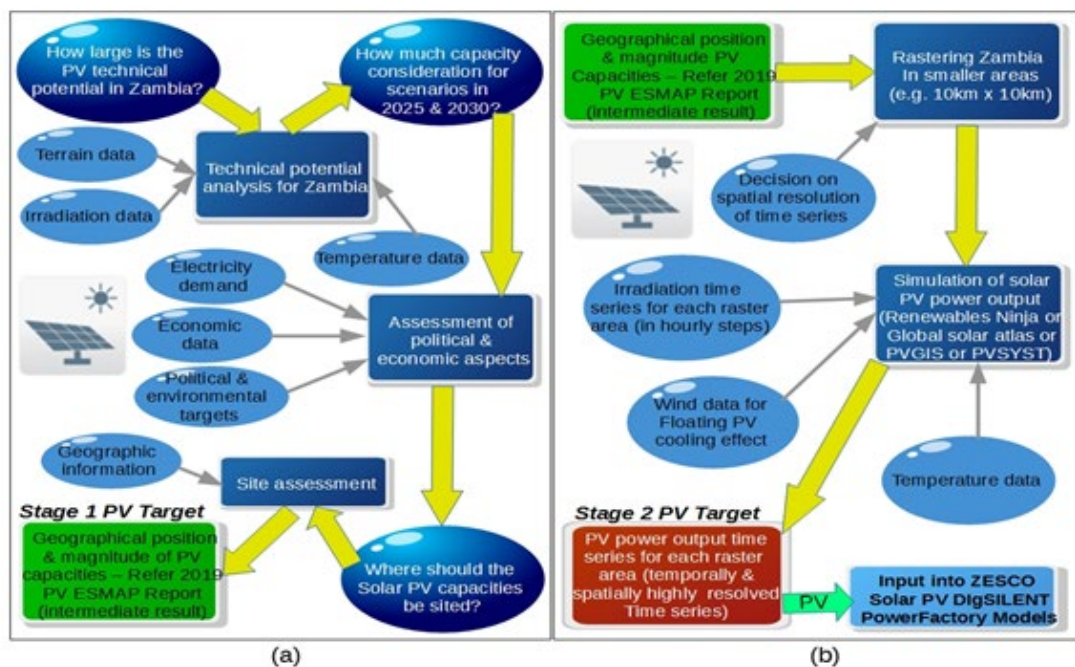 How large is the
PV technical
potential in Zambia?
How much capacity
consideration for
scenarios in
2025 & 2030?
Terrain data
Technical potential
analysis for Zambia
Irradiation data
Temperature data
Electricity
demand
Economic
data
Assessment of
political &
economic aspects
Political &
environmental
targets
Geographic
information
Site assessment
Stage 1 PV Target
Geographical position
& magnitude of PV
capacities – Refer 2019
PV ESMAP Report
(intermediate result)
Where should the
Solar PV capacities
be sited?
(a)
Geographical position
& magnitude PV
Capacities – Refer 2019
PV ESMAP Report
(intermediate result)
Rastering Zambia
In smaller areas
(e.g. 10km x 10km)
Decision on
spatial resolution
of time series
Irradiation time
series for each raster
area (in hourly steps)
Simulation of solar
PV power output
(Renewables Ninja or
Global solar atlas or
PVGIS or PVSYST)
Wind data for
Floating PV
cooling effect
Temperature data
Stage 2 PV Target
PV power output time
series for each raster
area (temporally &
spatially highly resolved
Time series)
PV
Input into ZESCO
Solar PV DIgSILENT
PowerFactory Models
(b)